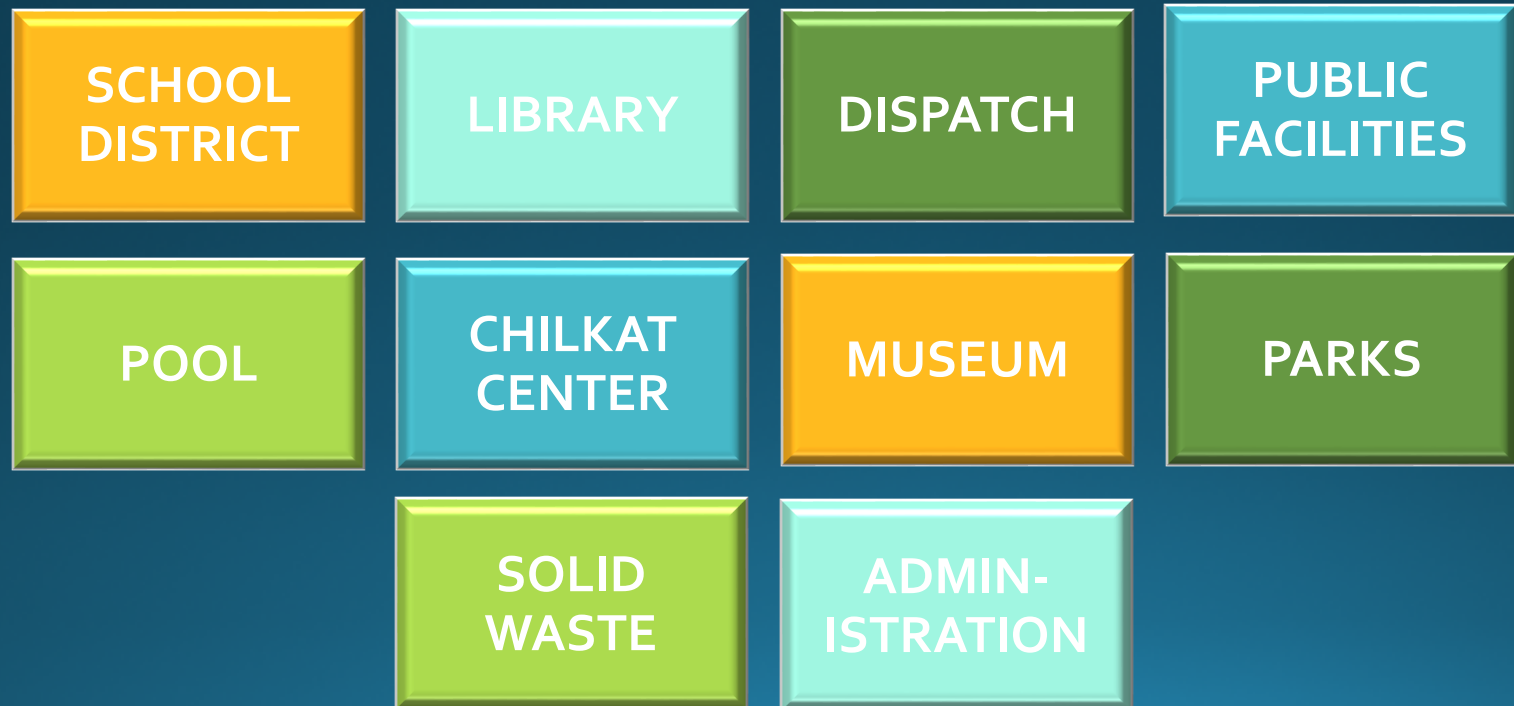 SCHOOL
DISTRICT
LIBRARY
DISPATCH
PUBLIC
FACILITIES
POOL
CHILKAT
CENTER
MUSEUM
PARKS
SOLID
WASTE
ADMIN-
ISTRATION